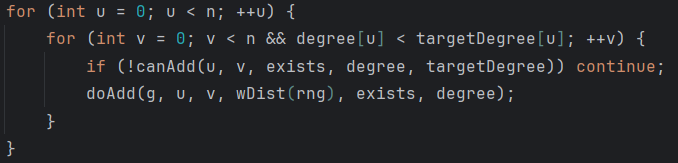 for (int u = 0; u < n; ++u) {
    for (int v = 0; v < n && degree[u] < targetDegree[u]; ++v) {
        if (!canAdd(u, v, exists, degree, targetDegree)) continue;
        doAdd(g, u, v, wDist(rng), exists, degree);
    }
}